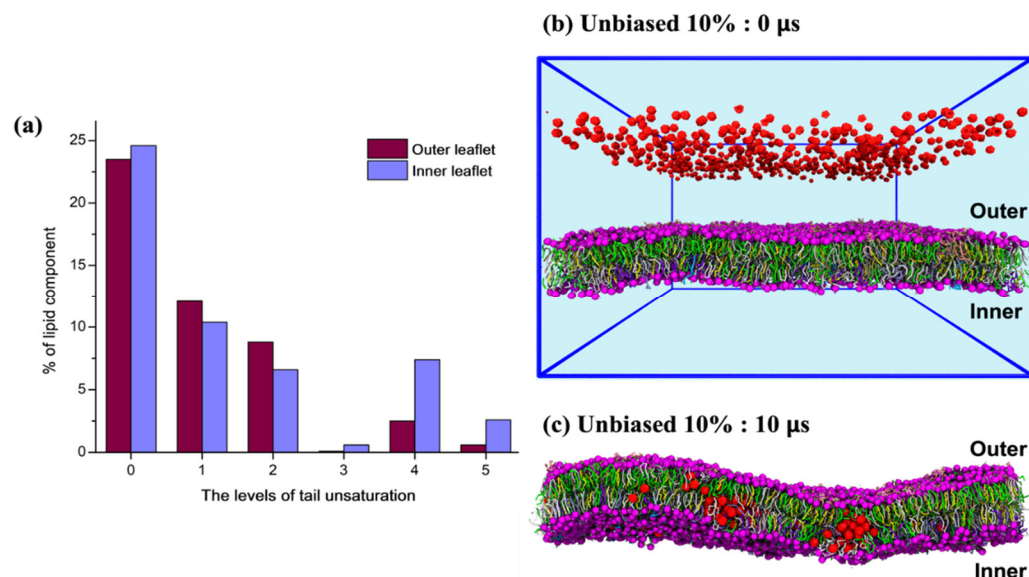 (a)
25
20
15
10
5
0
% of lipid component
Outer leaflet
Inner leaflet
0 1 2 3 4 5
The levels of tail unsaturation
(b) Unbiased 10% : 0 µs
Outer
Inner
(c) Unbiased 10% : 10 µs
Outer
Inner